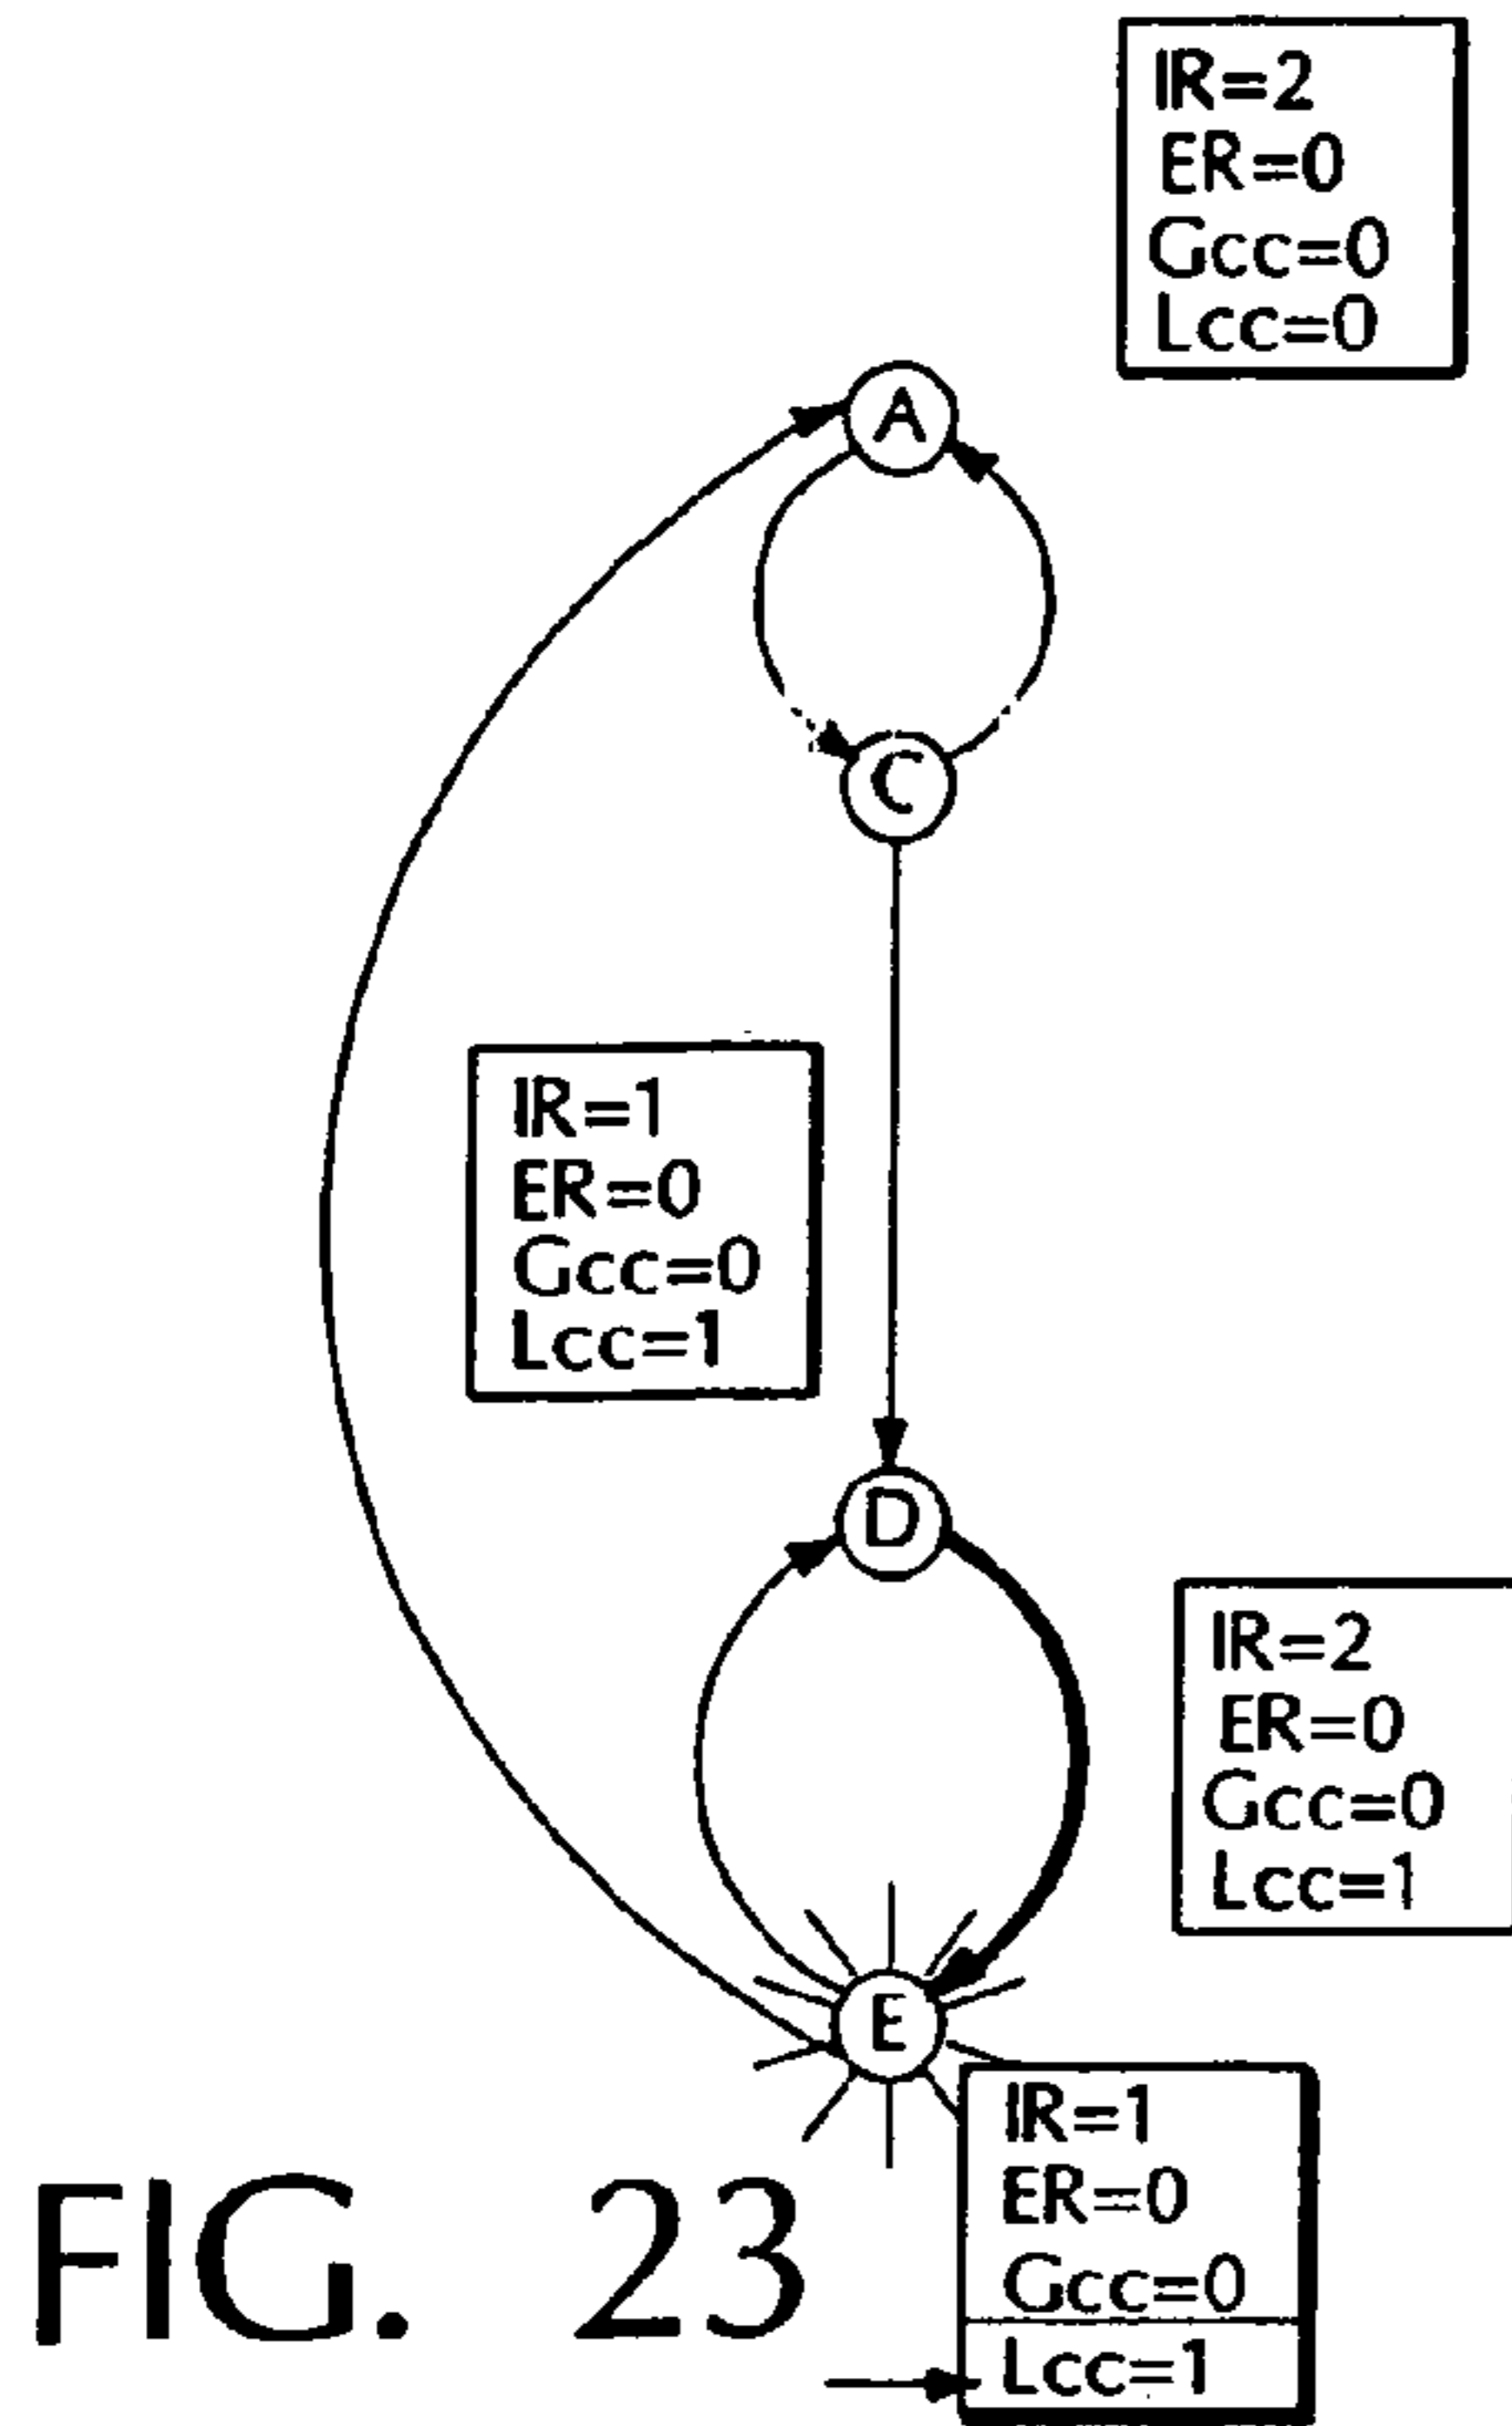 IR=2
ER=0
Gcc=0
Lcc=0
A
C
IR=1
ER=0
Gcc=0
Lcc=1
D
IR=2
ER=0
Gcc=0
Lcc=1
E
IR=1
ER=0
Gcc=0
Lcc=1
FIG. 23